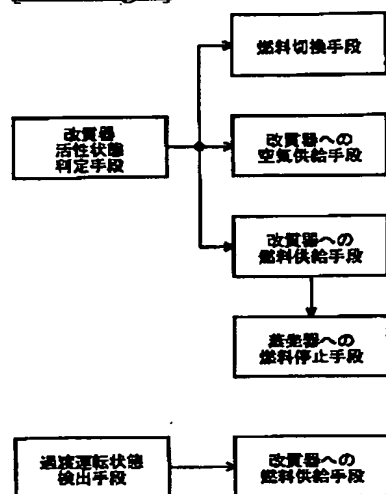 燃料切換手段
改質器
活性状態
判定手段
改質器への
空気供給手段
改質器への
燃料供給手段
蒸発器への
燃料停止手段
過渡運転状態
検出手段
改質器への
燃料供給手段